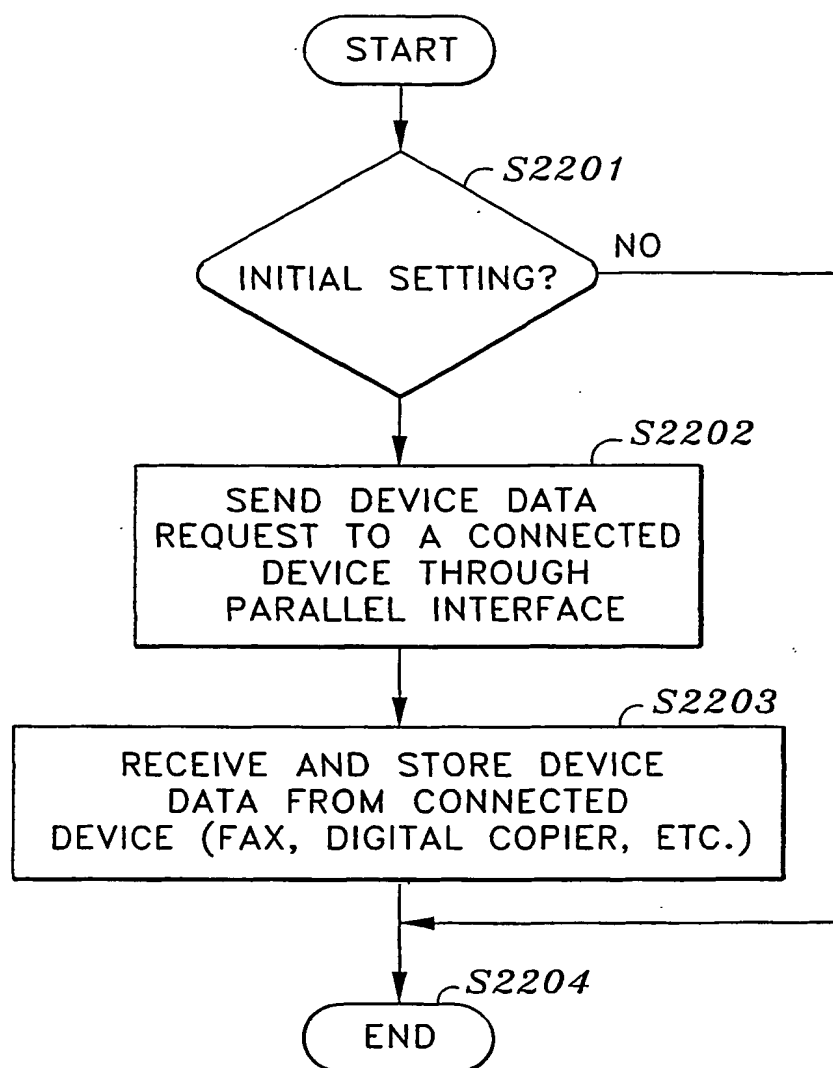 START
S2201
INITIAL SETTING?
NO
S2202
SEND DEVICE DATA
REQUEST TO A CONNECTED
DEVICE THROUGH
PARALLEL INTERFACE
S2203
RECEIVE AND STORE DEVICE
DATA FROM CONNECTED
DEVICE (FAX, DIGITAL COPIER, ETC.)
S2204
END